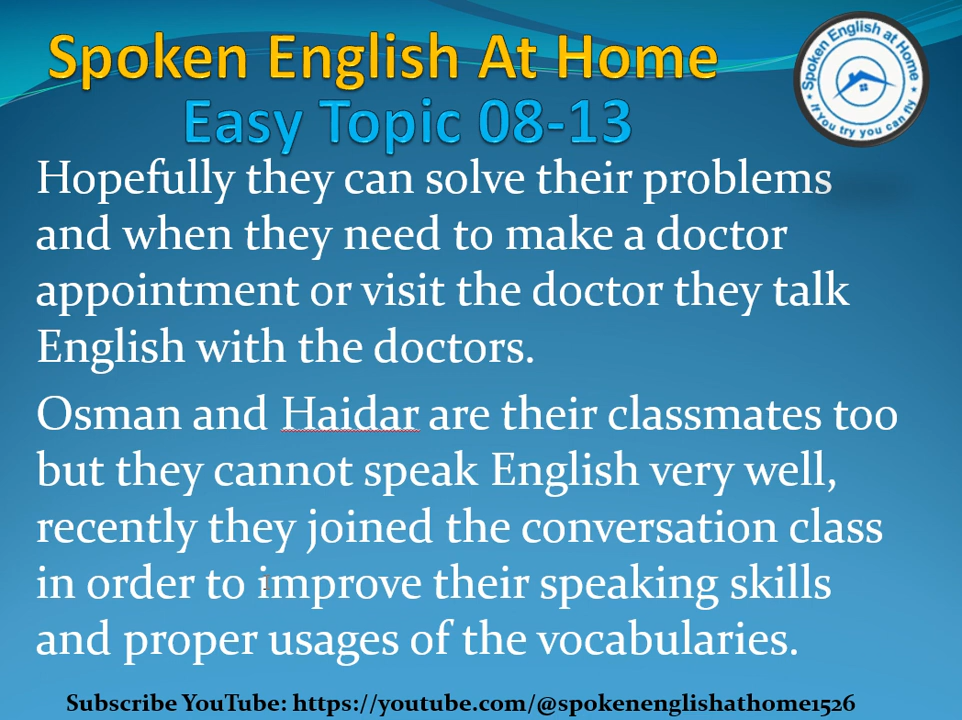 Spoken English At Home
Easy Topic 08-13
Spoken English at Home
If You try you can fly
Hopefully they can solve their problems
and when they need to make a doctor
appointment or visit the doctor they talk
English with the doctors.
Osman and Haidar are their classmates too
but they cannot speak English very well,
recently they joined the conversation class
in order to improve their speaking skills
and proper usages of the vocabularies.
Subscribe YouTube: https://youtube.com/@spokenenglishathome1526